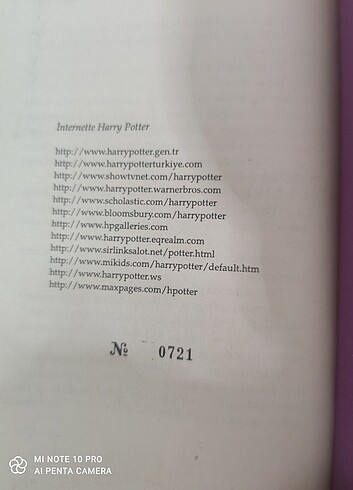 İnternette Harry Potter
http://www.harrypotter.gen.tr
http://www.harrypotterturkiye.com
http://www.showtvnet.com/harrypotter
http://www.harrypotter.warnerbros.com
http://www.scholastic.com/harrypotter
http://www.bloomsbury.com/harrypotter
http://www.hpgalleries.com
http://www.harrypotter.eqrealm.com
http://www.sirlinksalot.net/potter.html
http://www.mikids.com/harrypotter/default.htm
http://www.harrypotter.ws
http://www.maxpages.com/hpotter
№ 0721
MI NOTE 10 PRO
AI PENTA CAMERA